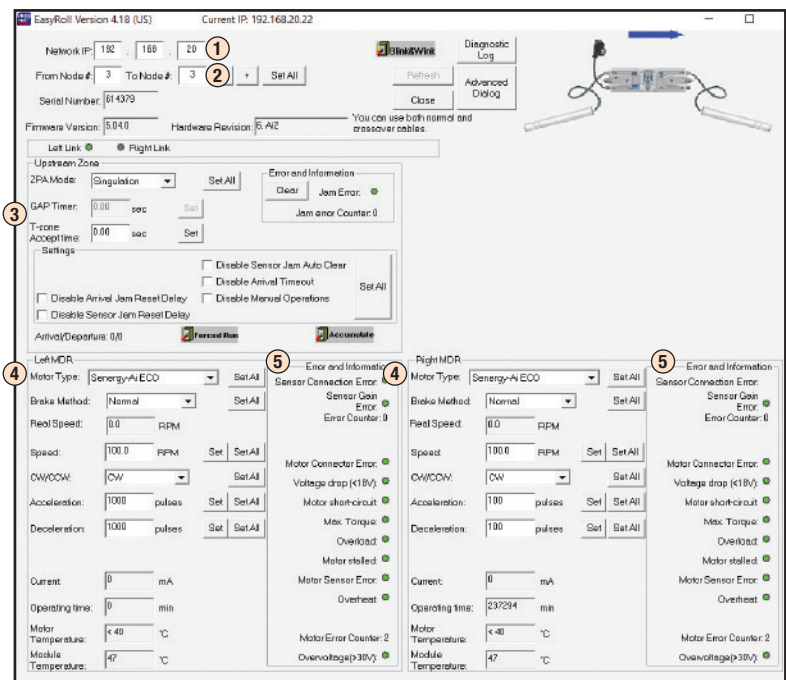 EasyRoll Version 4.18 (US) Current IP: 192.168.20.22
Network IP: 192 . 168 . 20 1
Blink&Wink
Diagnostic Log
From Node #: 3 To Node #: 3 2 + Set All
Refresh
Advanced Dialog
Serial Number: 614379
Close
Firmware Version: 5.04.0 Hardware Revision: 6. Ai2
You can use both normal and
crossover cables.
Left Link Right Link
Upstream Zone
ZPA Mode: Singulation Set All
Error and Information
Clear Jam Error:
Jam error Counter: 0
3
GAP Timer: 0.00 sec Set
T-zone
Accept time: 0.00 sec Set
Settings
Disable Sensor Jam Auto Clear
Disable Arrival Timeout
Set All
Disable Arrival Jam Reset Delay Disable Manual Operations
Disable Sensor Jam Reset Delay
Arrival/Departure: 0/0 Forced Run Accumulate
Left MDR
4
Motor Type: Senergy-Ai ECO Set All
Brake Method: Normal Set All
Real Speed: 0.0 RPM
Speed: 100.0 RPM Set Set All
CW/CCW: CW Set All
Acceleration: 1000 pulses Set Set All
Deceleration: 1000 pulses Set Set All
Current: 0 mA
Operating time: 0 min
Motor
Temperature: < 40 °C
Module
Temperature: 47 °C
5
Error and Information
Sensor Connection Error:
Sensor Gain
Error:
Error Counter: 0
Motor Connector Error:
Voltage drop (<18V):
Motor short-circuit
Max. Torque:
Overload:
Motor stalled:
Motor Sensor Error:
Overheat
Motor Error Counter: 2
Overvoltage(>30V):
Right MDR
4
Motor Type: Senergy-Ai ECO Set All
Brake Method: Normal Set All
Real Speed: 0.0 RPM
Speed: 100.0 RPM Set Set All
CW/CCW: CW Set All
Acceleration: 100 pulses Set Set All
Deceleration: 100 pulses Set Set All
Current: 0 mA
Operating time: 237294 min
Motor
Temperature: < 40 °C
Module
Temperature: 47 °C
5
Error and Information
Sensor Connection Error:
Sensor Gain
Error:
Error Counter: 0
Motor Connector Error:
Voltage drop (<18V):
Motor short-circuit
Max. Torque:
Overload:
Motor stalled:
Motor Sensor Error:
Overheat
Motor Error Counter: 2
Overvoltage(>30V):